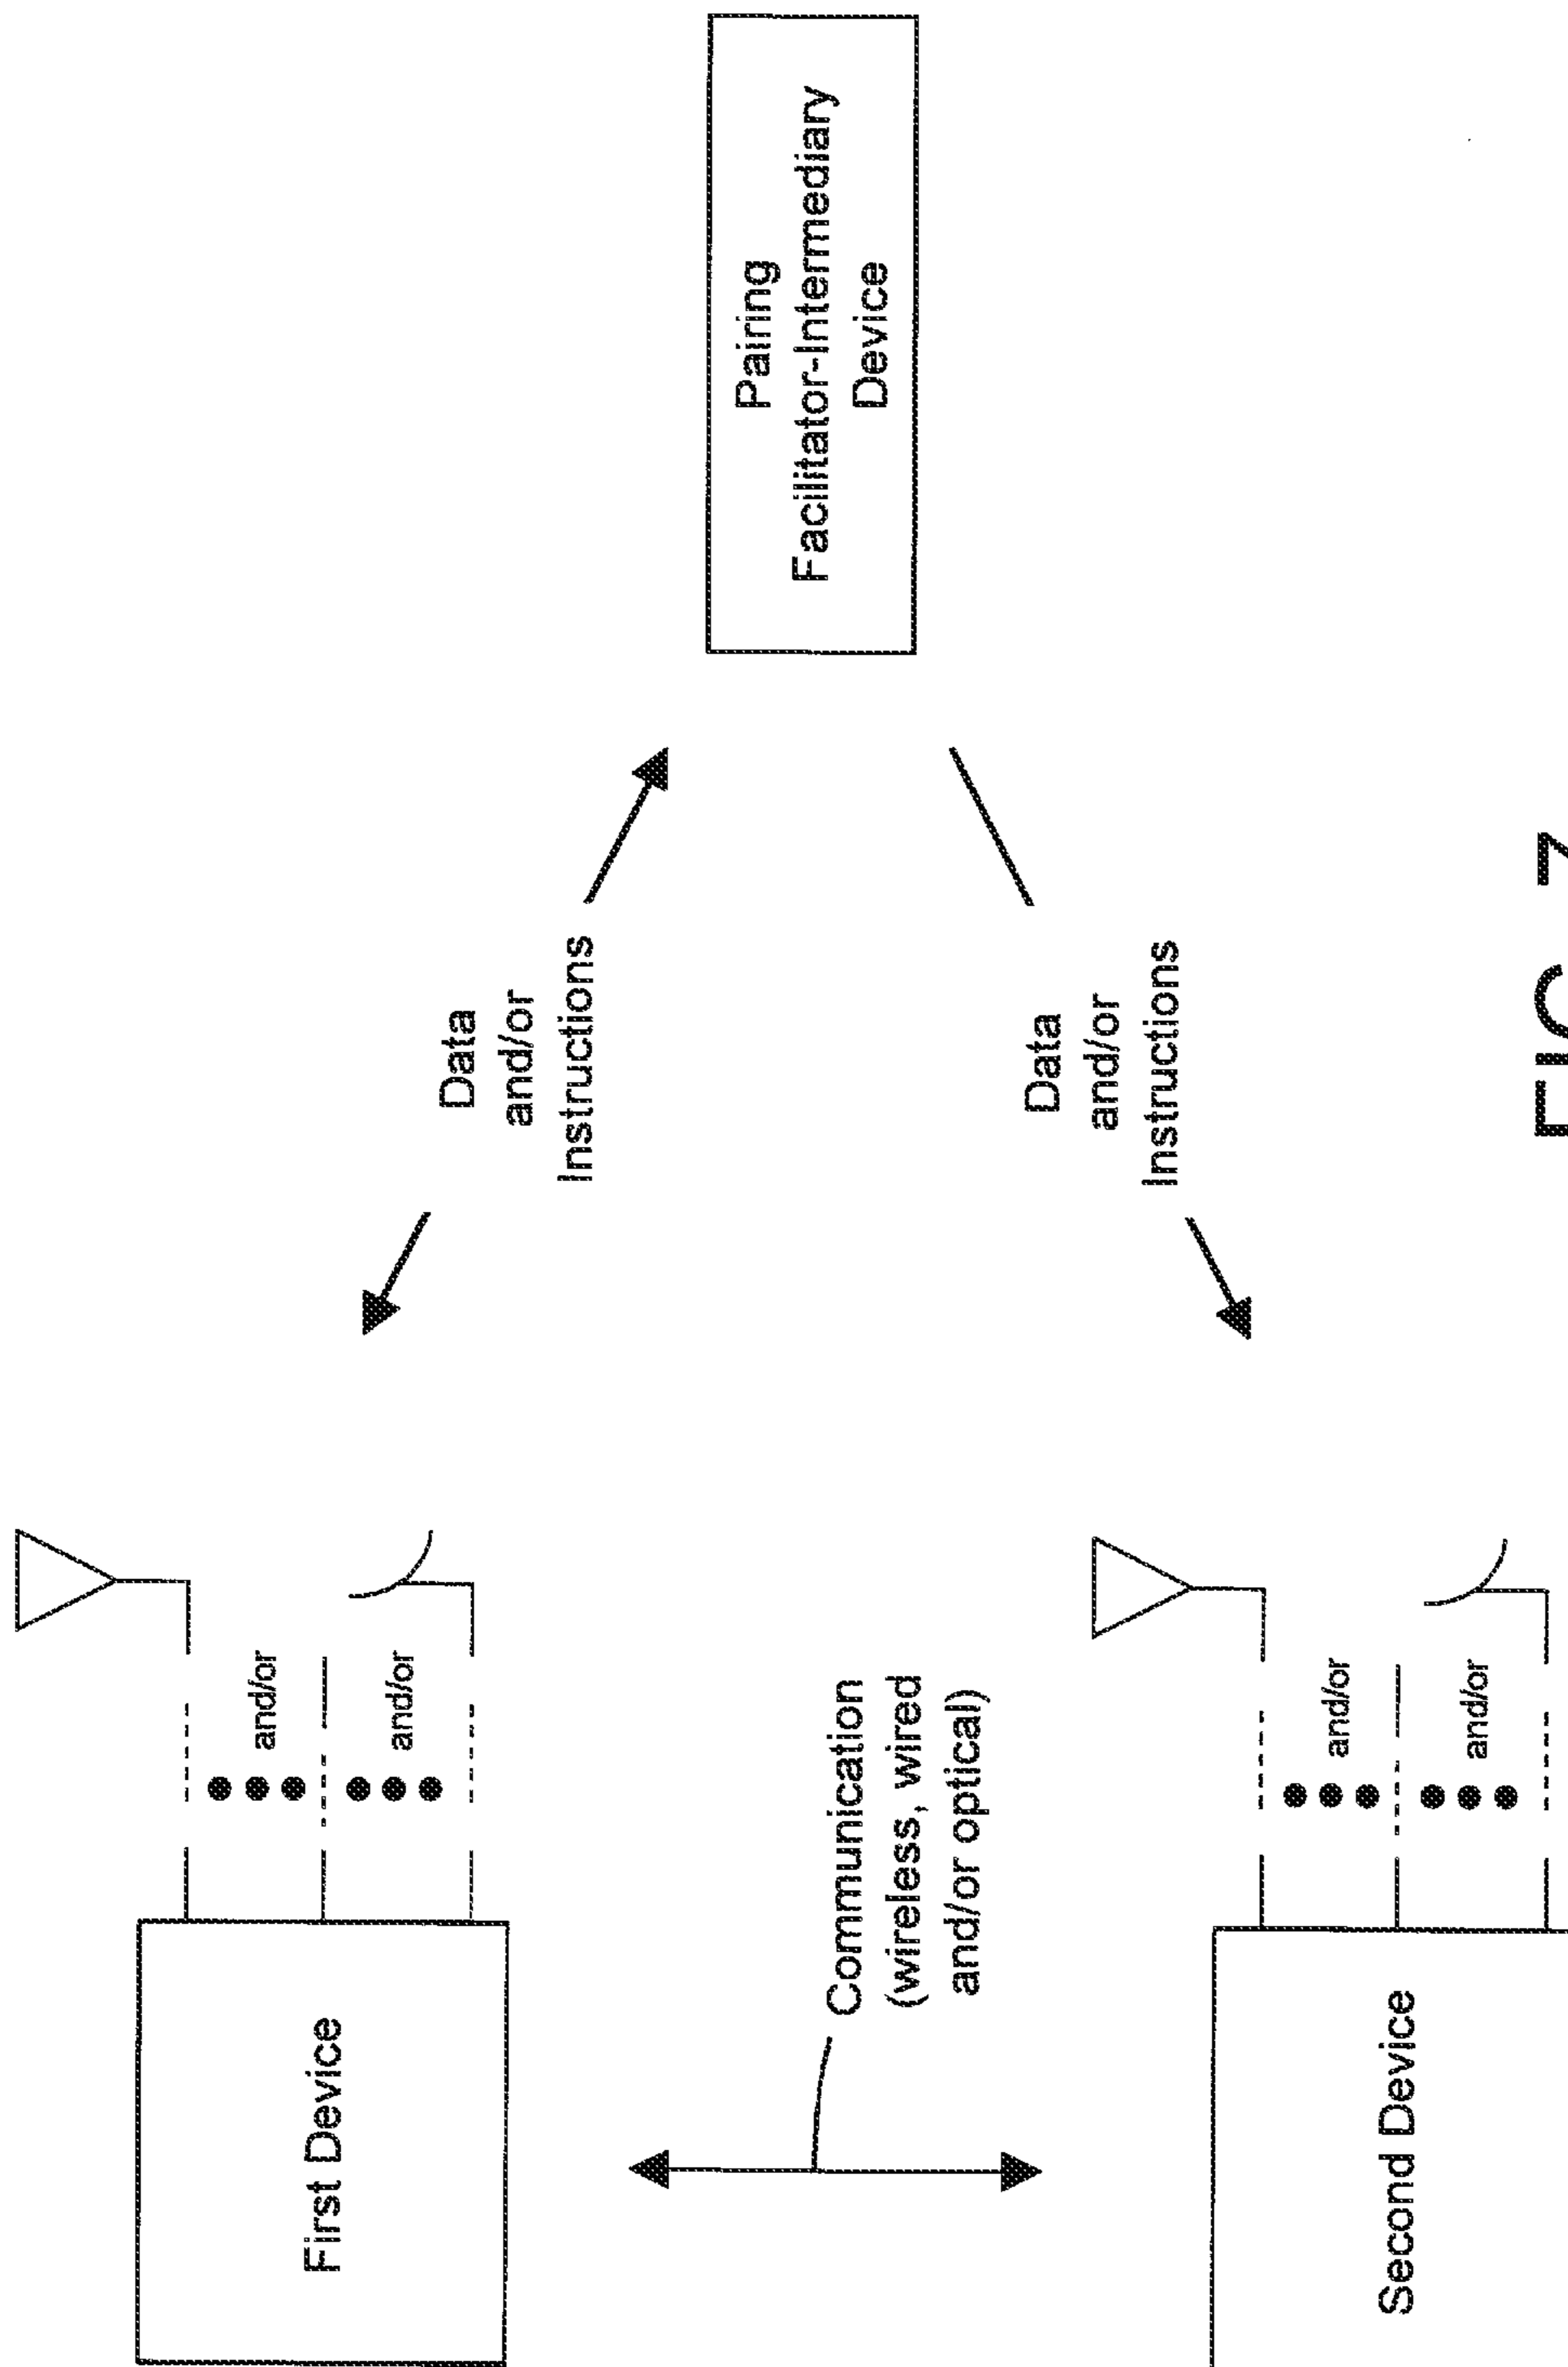 First Device
and/or
and/or
Data
and/or
Instructions
Pairing
Facilitator-Intermediary
Device
Communication
(wireless, wired
and/or optical)
Data
and/or
Instructions
Second Device
and/or
and/or